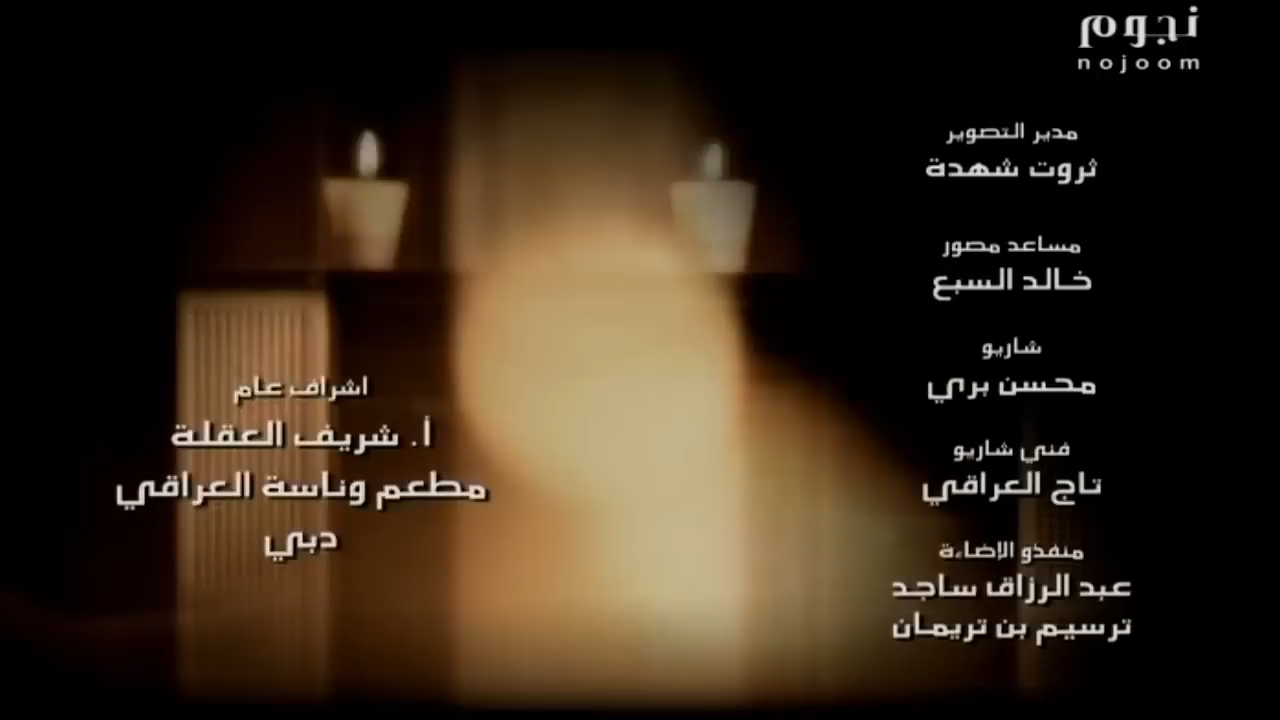 نجوم
nojoom
مدير التصوير
ثروت شهدة
مساعد مصور
خالد السبع
شاريو
محسن بري
فني شاريو
تاج العراقي
منفذو الإضاءة
عبد الرزاق ساجد
ترسيم بن تريمان
اشراف عام
أ. شريف العقلة
مطعم وناسة العراقي
دبي